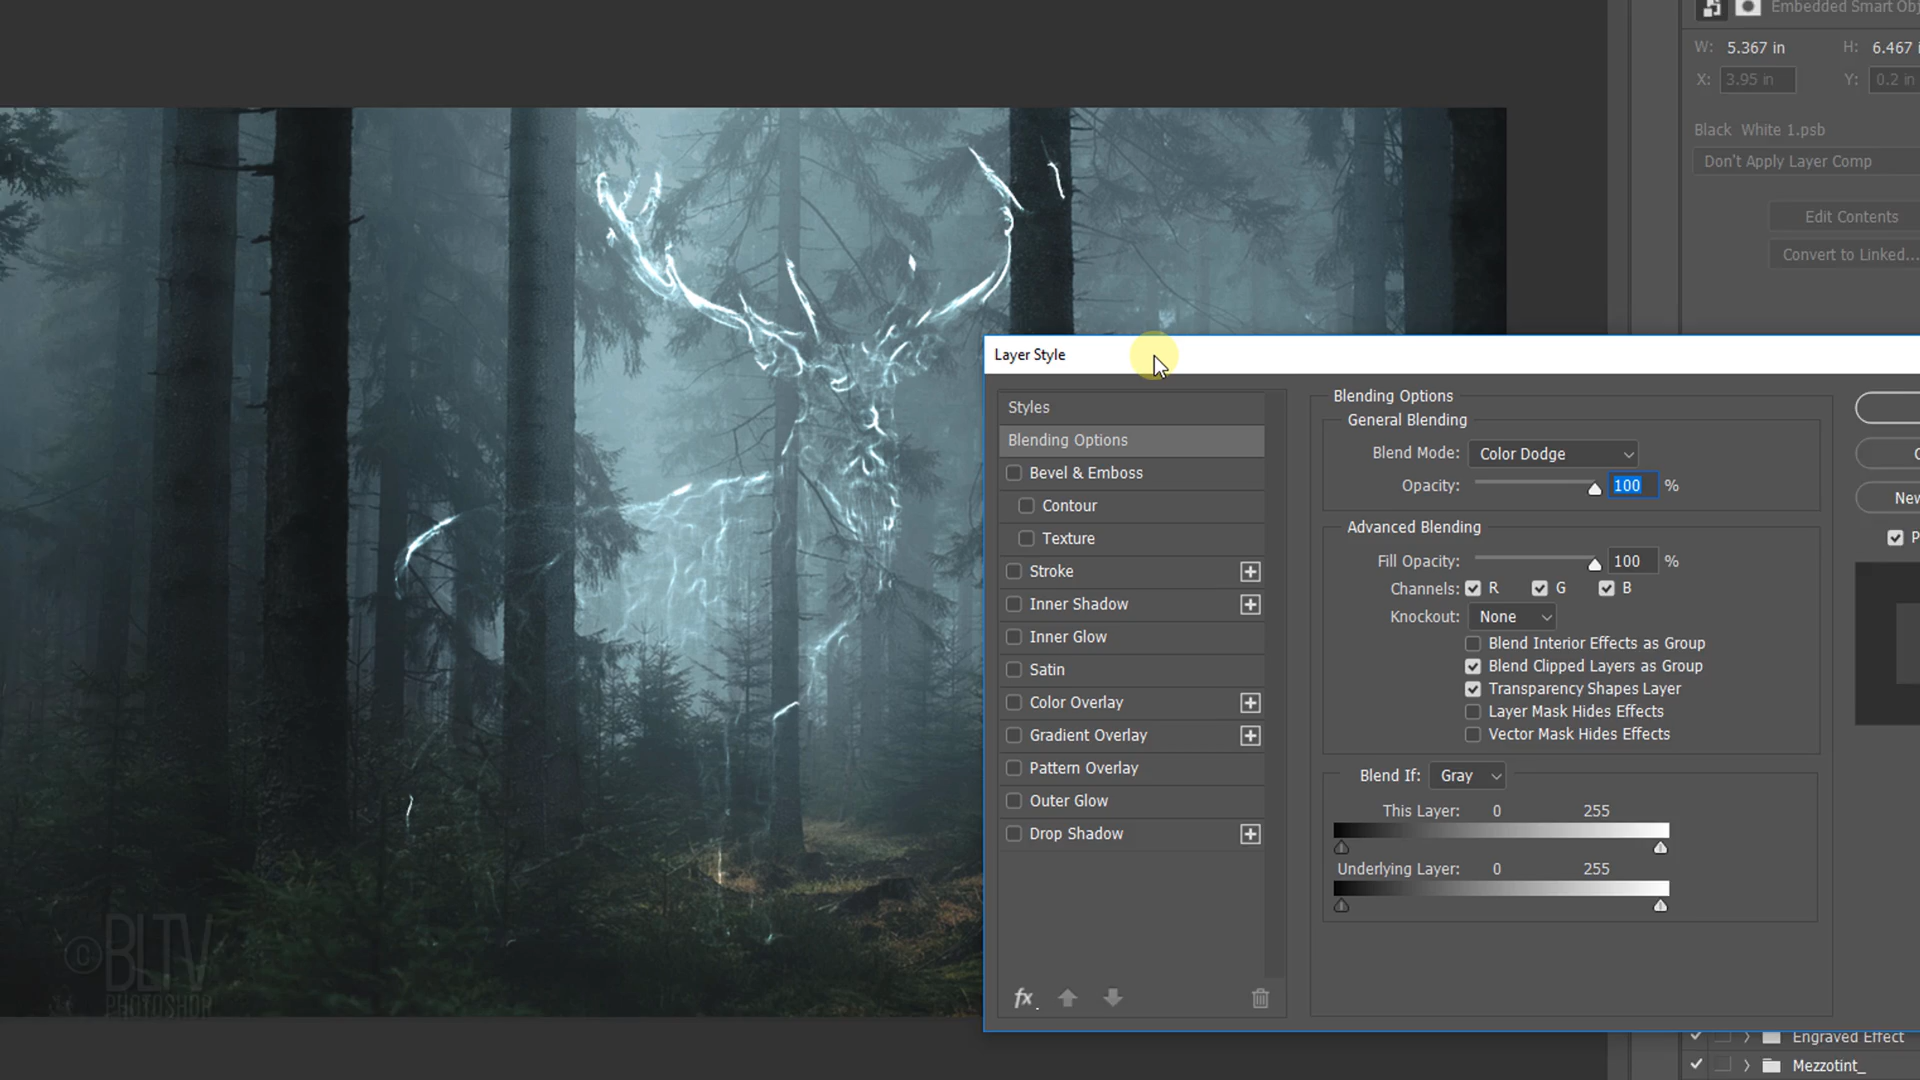 Embedded Smart Obj
W: 5.367 in H: 6.467 i
X: 3.95 in Y: 0.2 in
Black White 1.psb
Don't Apply Layer Comp
Edit Contents
Convert to Linked...
Layer Style
Styles
Blending Options
Bevel & Emboss
Contour
Texture
Stroke
Inner Shadow
Inner Glow
Satin
Color Overlay
Gradient Overlay
Pattern Overlay
Outer Glow
Drop Shadow
fx.
Blending Options
General Blending
Blend Mode: Color Dodge
Opacity: 100 %
Advanced Blending
Fill Opacity: 100 %
Channels: R G B
Knockout: None
Blend Interior Effects as Group
Blend Clipped Layers as Group
Transparency Shapes Layer
Layer Mask Hides Effects
Vector Mask Hides Effects
Blend If: Gray
This Layer: 0 255
Underlying Layer: 0 255
C
New
P
© BLTV
PHOTOSHOP
Engraved Effect
Mezzotint_